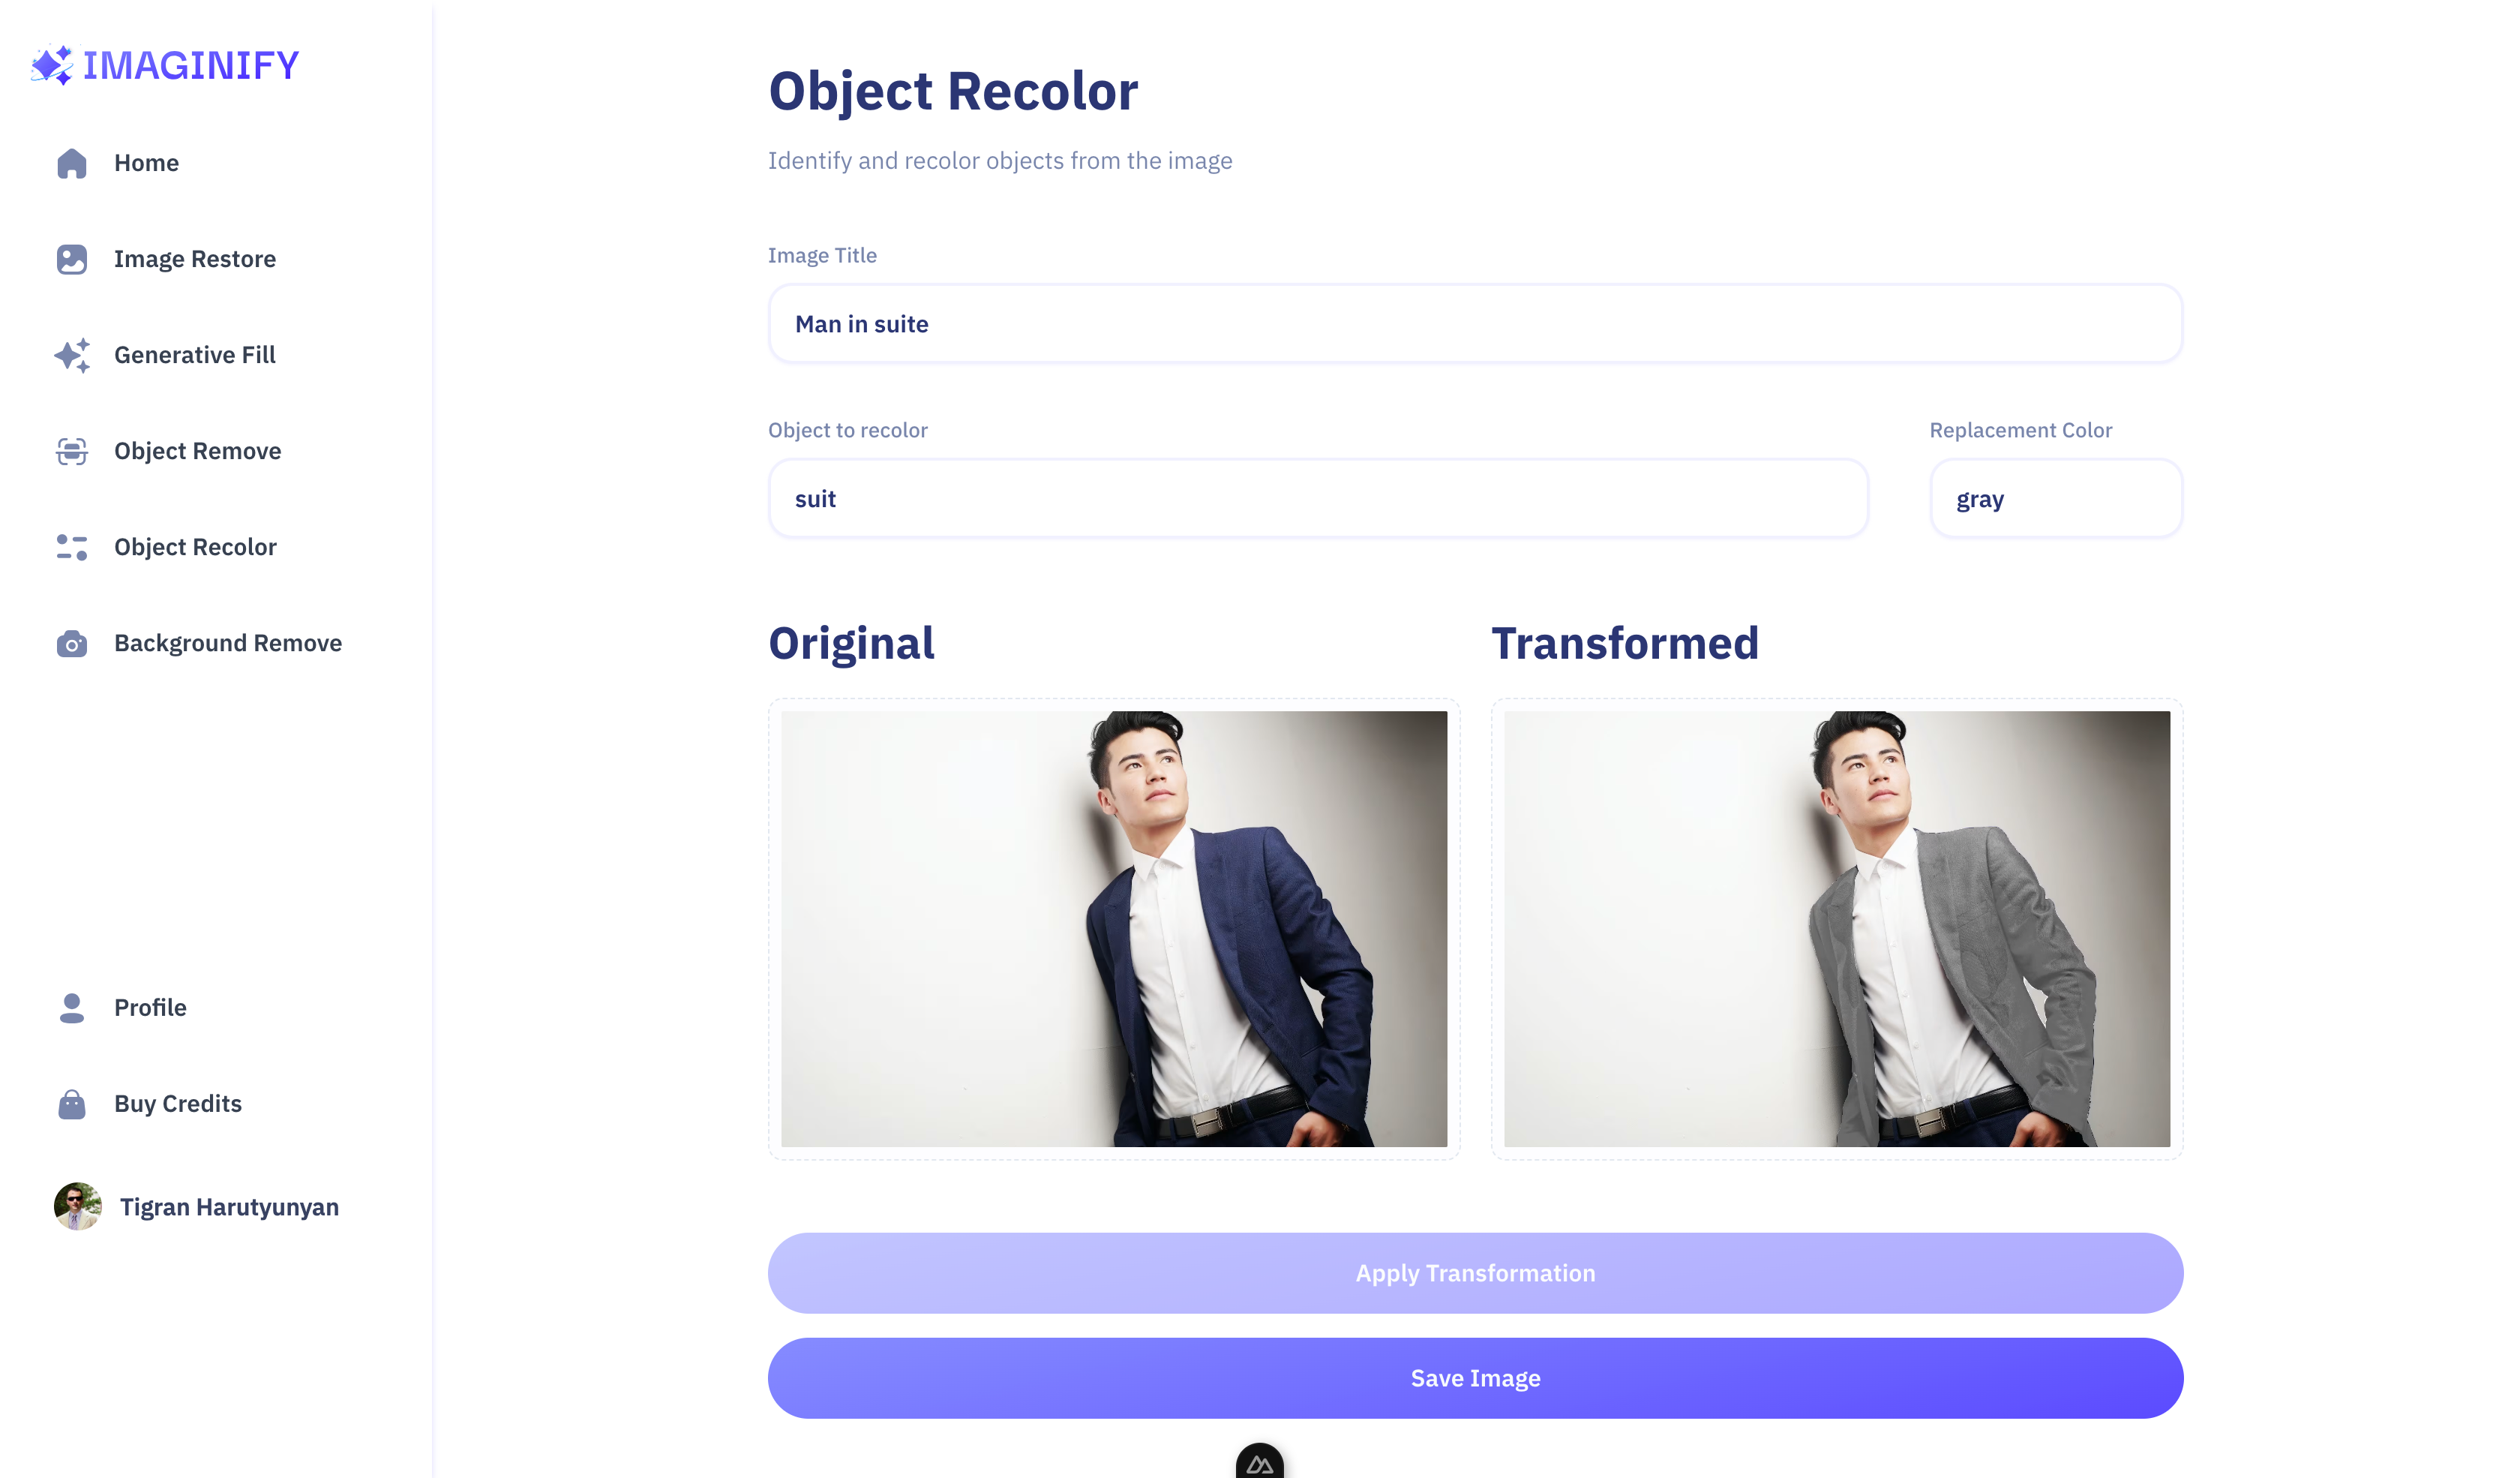 IMAGINIFY
Home
Image Restore
Generative Fill
Object Remove
Object Recolor
Background Remove
Profile
Buy Credits
Tigran Harutyunyan
Object Recolor
Identify and recolor objects from the image
Image Title
Man in suite
Object to recolor
Replacement Color
suit
gray
Original
Transformed
Apply Transformation
Save Image